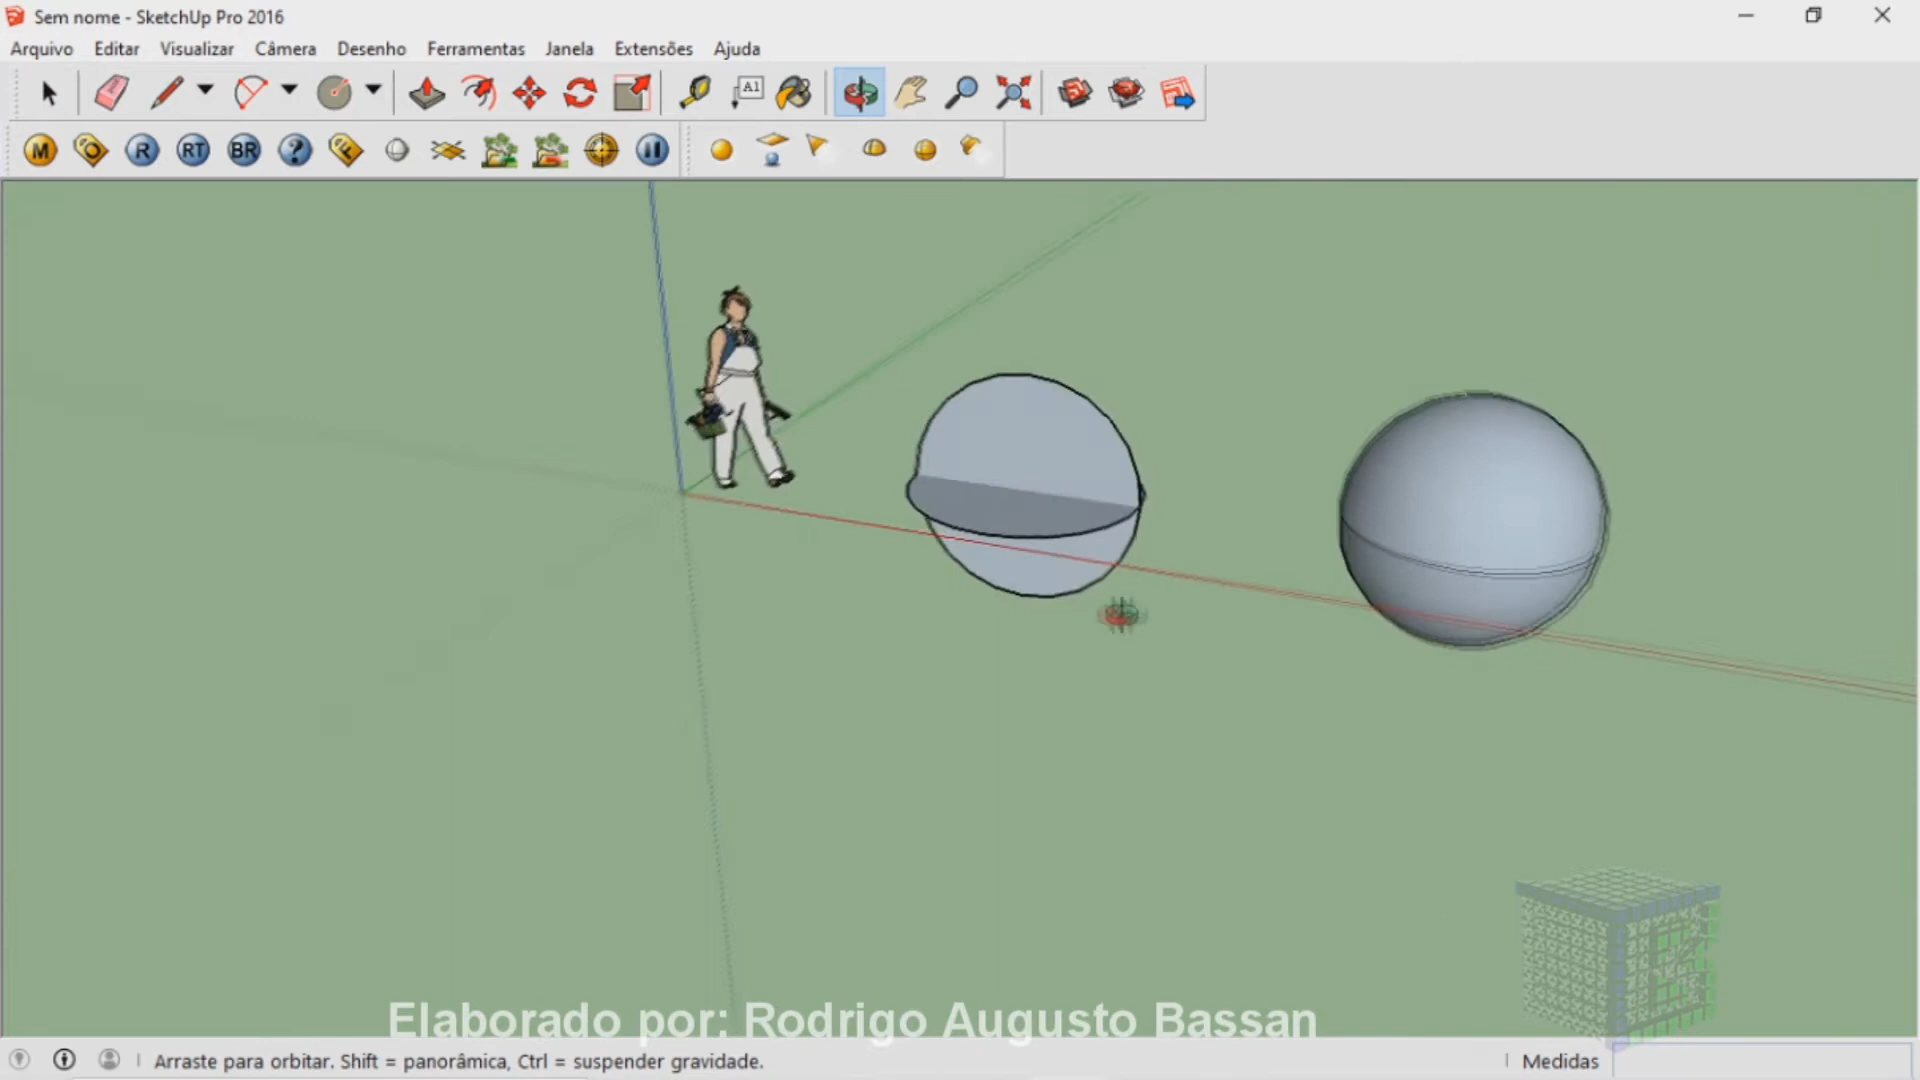 Sem nome - SketchUp Pro 2016
Arquivo Editar Visualizar Câmera Desenho Ferramentas Janela Extensões Ajuda
A1
M O R RT BR ? F
Elaborado por: Rodrigo Augusto Bassan
Arraste para orbitar. Shift = panorâmica, Ctrl = suspender gravidade.
Medidas